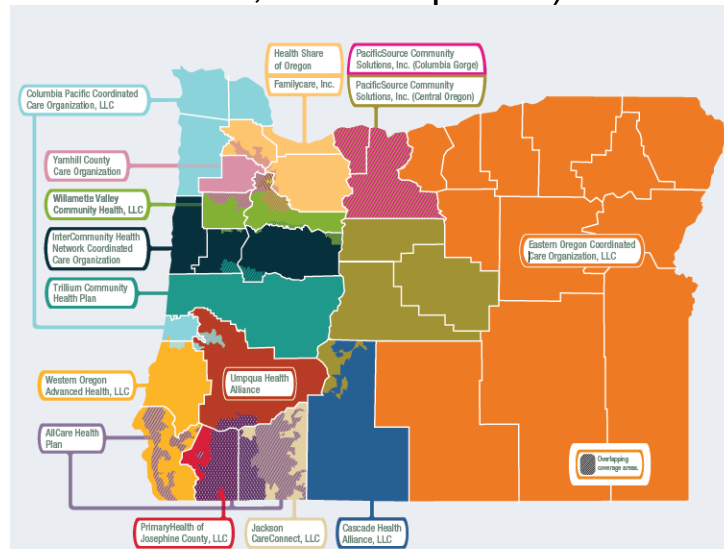 Health Share
of Oregon
Familycare, Inc.
PacificSource Community
Solutions, Inc. (Columbia Gorge)
PacificSource Community
Solutions, Inc. (Central Oregon)
Columbia Pacific Coordinated
Care Organization, LLC
Yamhill County
Care Organization
Willamette Valley
Community Health, LLC
InterCommunity Health
Network Coordinated
Care Organization
Eastern Oregon Coordinated
Care Organization, LLC
Trillium Community
Health Plan
Western Oregon
Advanced Health, LLC
Umpqua Health
Alliance
AllCare Health
Plan
Overlapping
coverage areas.
PrimaryHealth of
Josephine County, LLC
Jackson
CareConnect, LLC
Cascade Health
Alliance, LLC